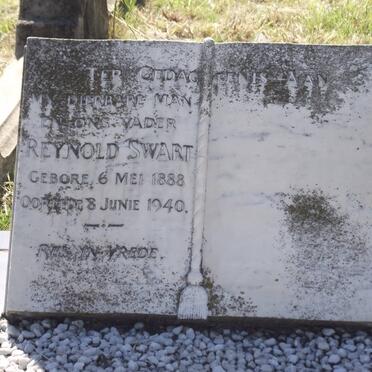 TER GEDAGTENIS AAN
MY DIERBARE MAN
EN ONS VADER
REYNOLD SWART
GEBORE, 6 MEI 1888
OORLEDE 8 JUNIE 1940.
RUS IN VREDE.